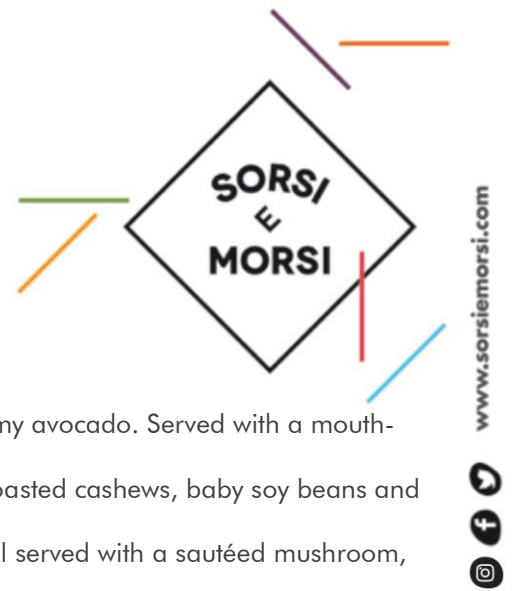 SORSI
E
MORSI
www.sorsiemorsi.com
my avocado. Served with a mouth-
oasted cashews, baby soy beans and
l served with a sautéed mushroom,